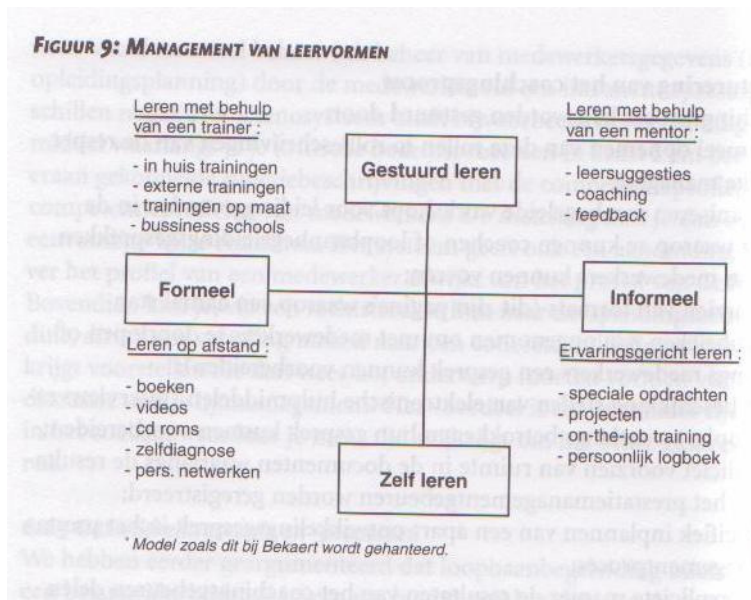 FIGUUR 9: MANAGEMENT VAN LEERVORMEN
Leren met behulp
van een trainer :
- in huis trainingen
- externe trainingen
- trainingen op maat
- bussiness schools
Gestuurd leren
Leren met behulp
van een mentor :
- leersuggesties
- coaching
- feedback
Formeel
Informeel
Leren op afstand :
- boeken
- videos
- cd roms
- zelfdiagnose
- pers. netwerken
Ervaringsgericht leren :
- speciale opdrachten
- projecten
- on-the-job training
- persoonlijk logboek
Zelf leren
* Model zoals dit bij Bekaert wordt gehanteerd.